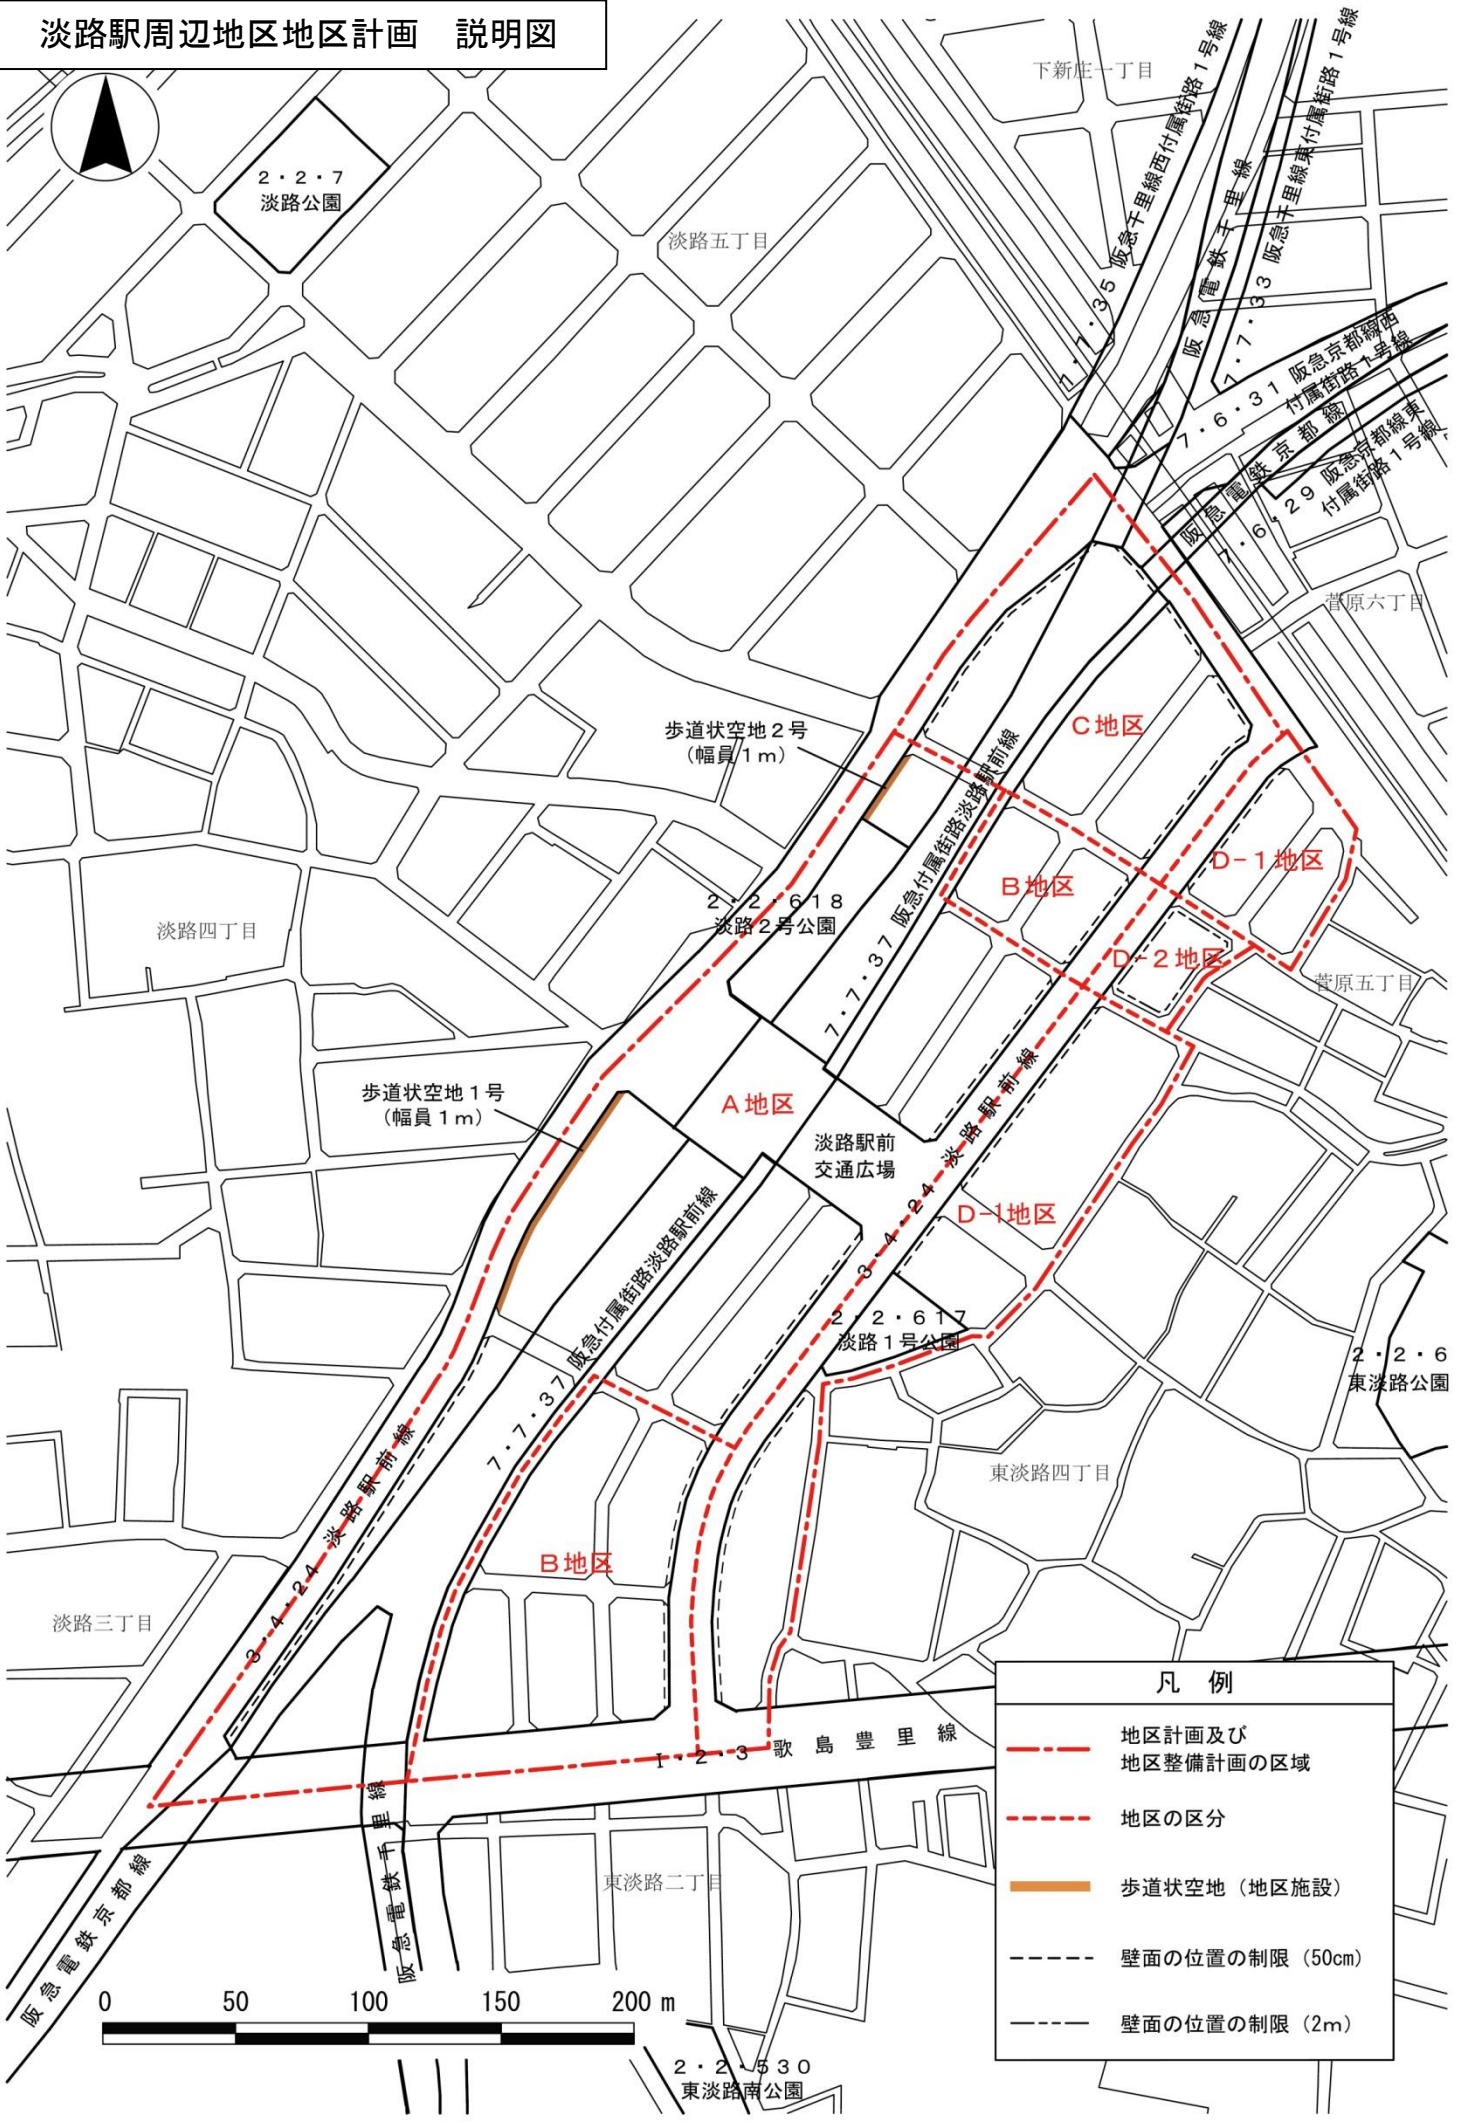 淡路駅周辺地区地区計画　説明図
下新庄一丁目
7・7・35 阪急千里線西付属街路1号線
阪急電鉄千里線
7・7・33 阪急千里線東付属街路1号線
2・2・7
淡路公園
淡路五丁目
7・6・31 阪急京都線西
付属街路1号線
阪急電鉄京都線
7・6・29 阪急京都線東
付属街路1号線
菅原六丁目
歩道状空地2号
(幅員1m)
C地区
7・7・37 阪急付属街路淡路駅前線
D-1地区
B地区
2・2・618
淡路2号公園
淡路四丁目
D-2地区
菅原五丁目
歩道状空地1号
(幅員1m)
A地区
淡路駅前
交通広場
3・4・24 淡路駅前線
D-1地区
7・7・37 阪急付属街路淡路駅前線
2・2・617
淡路1号公園
2・2・6
東淡路公園
3・4・24 淡路駅前線
東淡路四丁目
B地区
淡路三丁目
1・2・3 歌島豊里線
阪急電鉄千里線
阪急電鉄京都線
東淡路二丁目
凡 例
地区計画及び
地区整備計画の区域
地区の区分
歩道状空地（地区施設）
壁面の位置の制限（50cm）
壁面の位置の制限（2m）
0 50 100 150 200 m
2・2・530
東淡路南公園